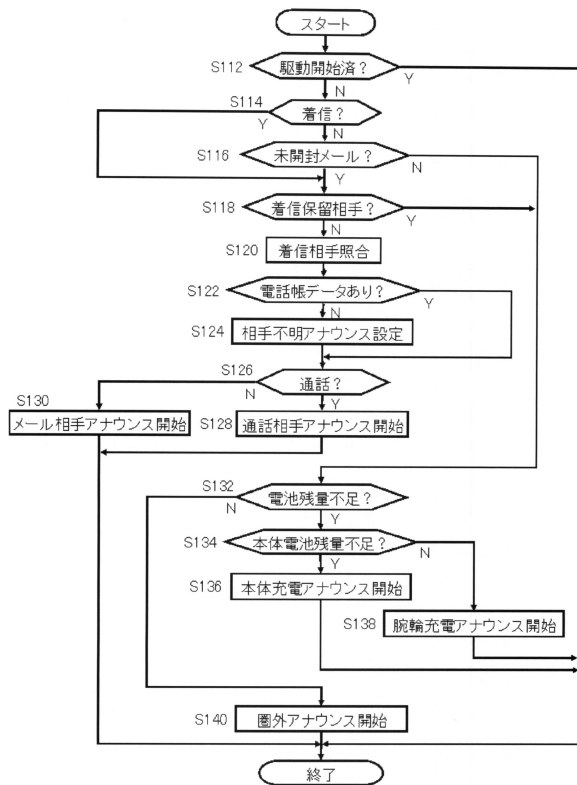 スタート
S112
駆動開始済？
Y
N
S114
着信？
Y
N
S116
未開封メール？
N
Y
S118
着信保留相手？
Y
N
S120
着信相手照合
S122
電話帳データあり？
Y
N
S124
相手不明アナウンス設定
S126
通話？
N
Y
S130
メール相手アナウンス開始
S128
通話相手アナウンス開始
S132
電池残量不足？
N
Y
S134
本体電池残量不足？
N
Y
S136
本体充電アナウンス開始
S138
腕輪充電アナウンス開始
S140
圏外アナウンス開始
終了